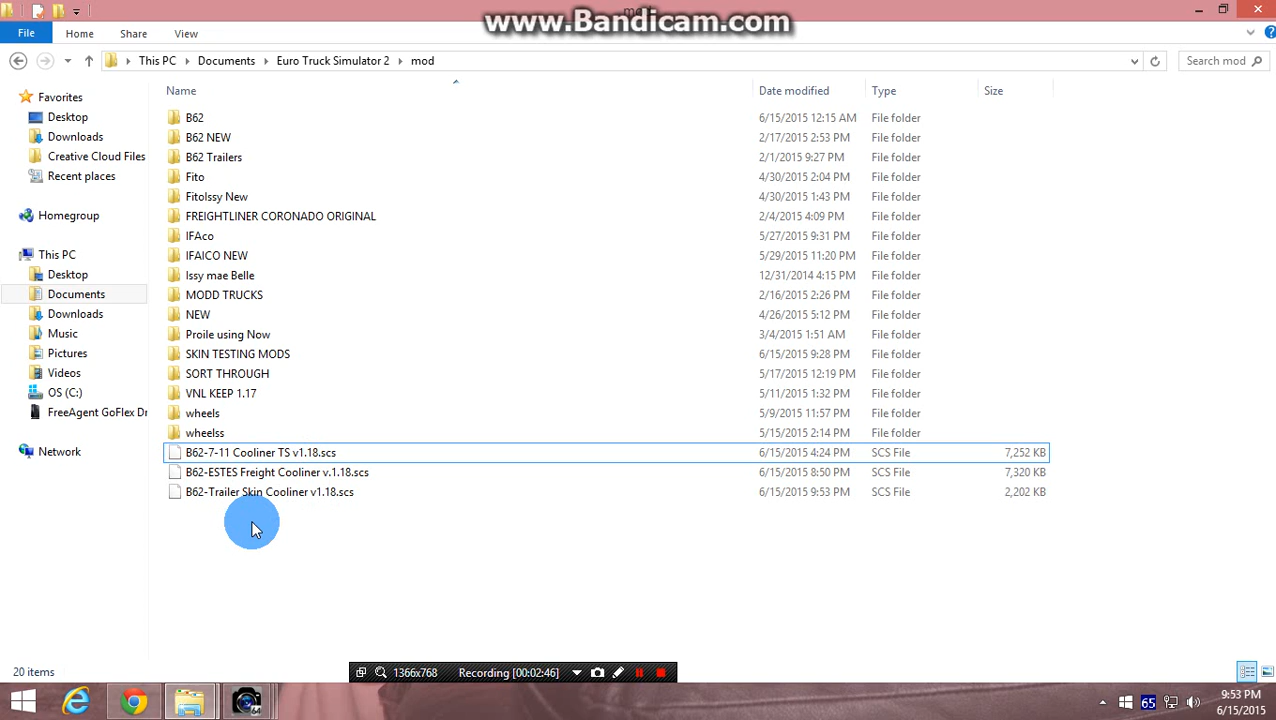 www.Bandicam.com
File Home Share View
This PC Documents Euro Truck Simulator 2 mod Search mod
Name Date modified Type Size
Favorites
Desktop
Downloads
Creative Cloud Files
Recent places
Homegroup
This PC
Desktop
Documents
Downloads
Music
Pictures
Videos
OS (C:)
FreeAgent GoFlex Dr
Network
B62 6/15/2015 12:15 AM File folder
B62 NEW 2/17/2015 2:53 PM File folder
B62 Trailers 2/1/2015 9:27 PM File folder
Fito 4/30/2015 2:04 PM File folder
FitoIssy New 4/30/2015 1:43 PM File folder
FREIGHTLINER CORONADO ORIGINAL 2/4/2015 4:09 PM File folder
IFAco 5/27/2015 9:31 PM File folder
IFAICO NEW 5/29/2015 11:20 PM File folder
Issy mae Belle 12/31/2014 4:15 PM File folder
MODD TRUCKS 2/16/2015 2:26 PM File folder
NEW 4/26/2015 5:12 PM File folder
Proile using Now 3/4/2015 1:51 AM File folder
SKIN TESTING MODS 6/15/2015 9:28 PM File folder
SORT THROUGH 5/17/2015 12:19 PM File folder
VNL KEEP 1.17 5/11/2015 1:32 PM File folder
wheels 5/9/2015 11:57 PM File folder
wheelss 5/15/2015 2:14 PM File folder
B62-7-11 Cooliner TS v1.18.scs 6/15/2015 4:24 PM SCS File 7,252 KB
B62-ESTES Freight Cooliner v.1.18.scs 6/15/2015 8:50 PM SCS File 7,320 KB
B62-Trailer Skin Cooliner v1.18.scs 6/15/2015 9:53 PM SCS File 2,202 KB
20 items
1366x768 Recording [00:02:46]
64
65
9:53 PM
6/15/2015